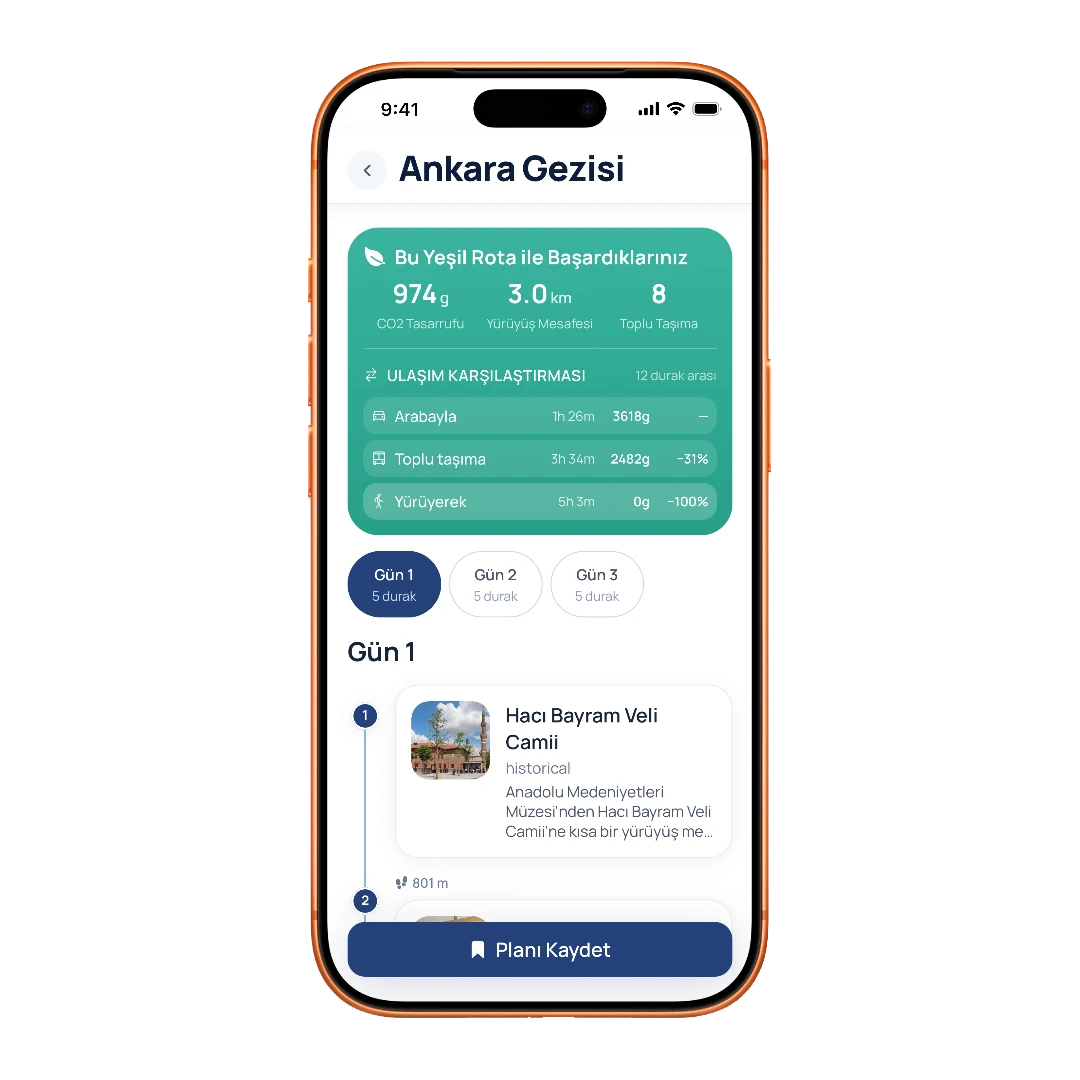 9:41
Ankara Gezisi
Bu Yeşil Rota ile Başardıklarınız
974 g 3.0 km 8
CO2 Tasarrufu Yürüyüş Mesafesi Toplu Taşıma
ULAŞIM KARŞILAŞTIRMASI 12 durak arası
Arabayla 1h 26m 3618g —
Toplu taşıma 3h 34m 2482g −31%
Yürüyerek 5h 3m 0g −100%
Gün 1 Gün 2 Gün 3
5 durak 5 durak 5 durak
Gün 1
1
Hacı Bayram Veli
Camii
historical
Anadolu Medeniyetleri
Müzesi'nden Hacı Bayram Veli
Camii'ne kısa bir yürüyüş me...
801 m
2
Planı Kaydet